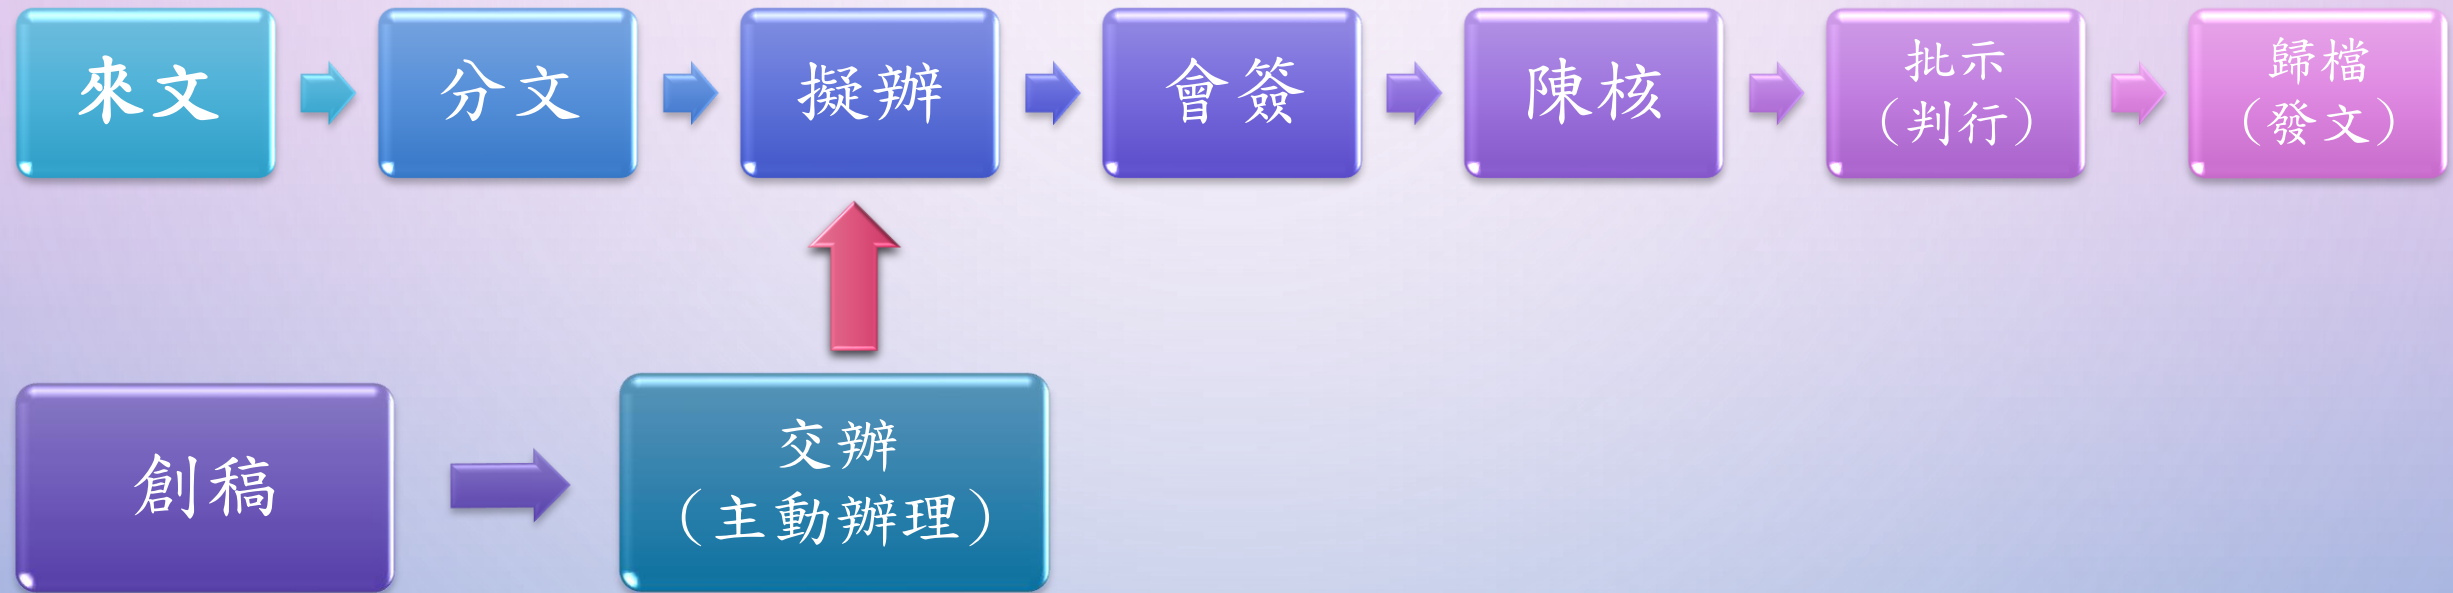 來文
分文
擬辦
會簽
陳核
批示
（判行）
歸檔
（發文）
創稿
交辦
（主動辦理）